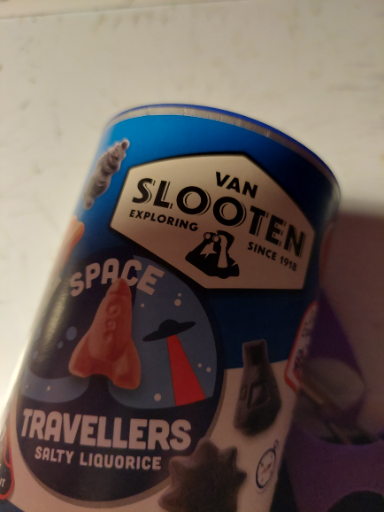 VAN
SLOOTEN
EXPLORING
SINCE 1918
SPACE
TRAVELLERS
SALTY LIQUORICE